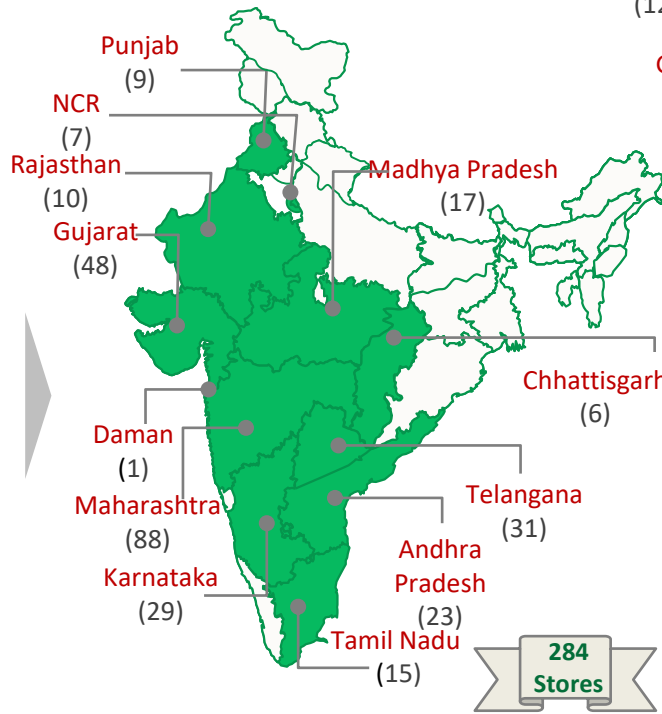 (12
Punjab
(9)
NCR
(7)
Rajasthan
(10)
Gujarat
(48)
Madhya Pradesh
(17)
Chhattisgarh
(6)
Daman
(1)
Maharashtra
(88)
Telangana
(31)
Andhra
Pradesh
(23)
Karnataka
(29)
Tamil Nadu
(15)
284
Stores